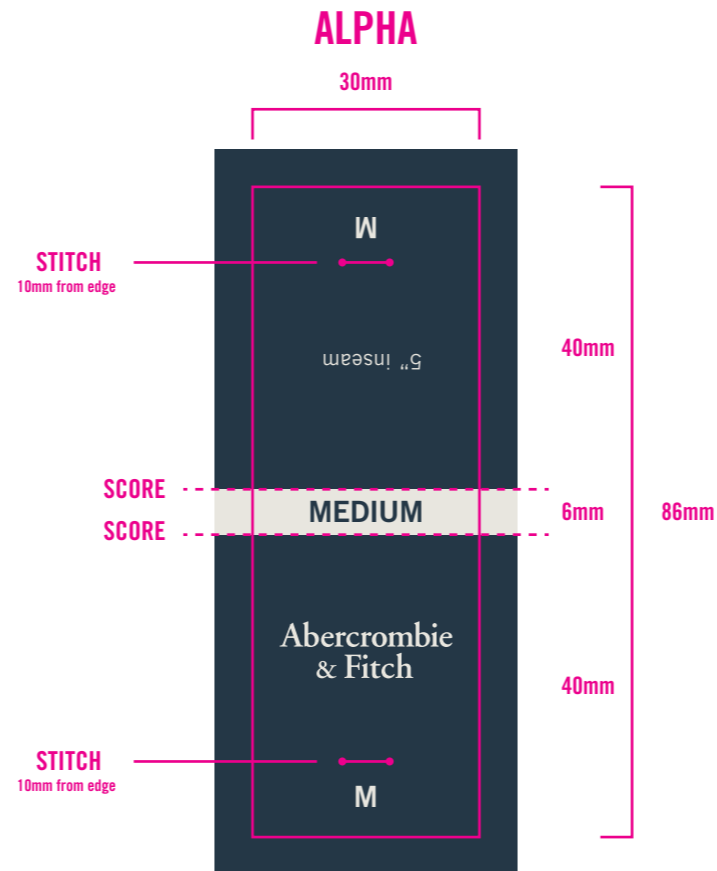 ALPHA
30mm
M
STITCH
10mm from edge
5” inseam
40mm
SCORE
MEDIUM
6mm
86mm
SCORE
Abercrombie
& Fitch
40mm
STITCH
10mm from edge
M